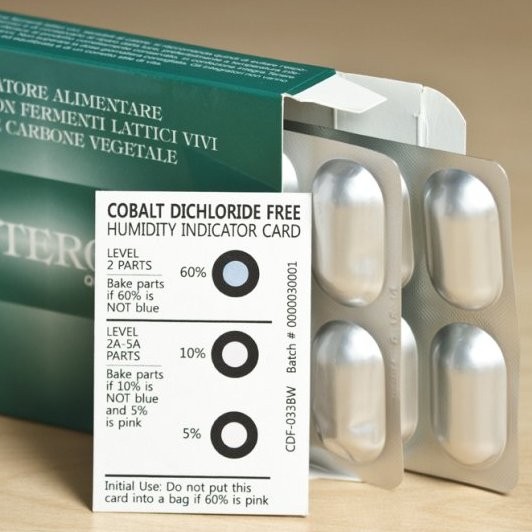 ATORE ALIMENTARE
ON FERMENTI LATTICI VIVI
E CARBONE VEGETALE
TERO
COBALT DICHLORIDE FREE
HUMIDITY INDICATOR CARD
LEVEL
2 PARTS
60%
Bake parts
if 60% is
NOT blue
LEVEL
2A-5A
PARTS
10%
Bake parts
if 10% is
NOT blue
and 5%
is pink
5%
CDF-033BW Batch # 0000030001
Initial Use: Do not put this
card into a bag if 60% is pink